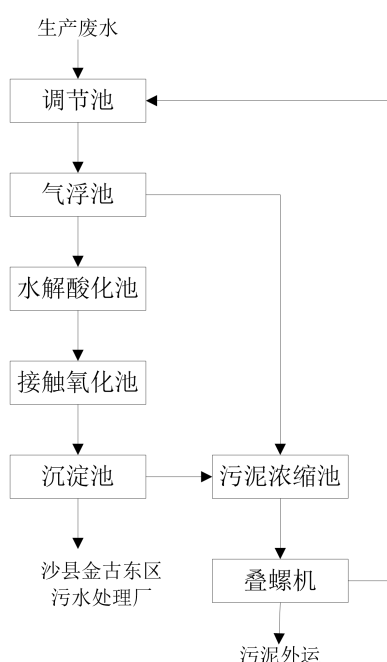 生产废水
调节池
气浮池
水解酸化池
接触氧化池
沉淀池
污泥浓缩池
沙县金古东区
污水处理厂
叠螺机
污泥外运